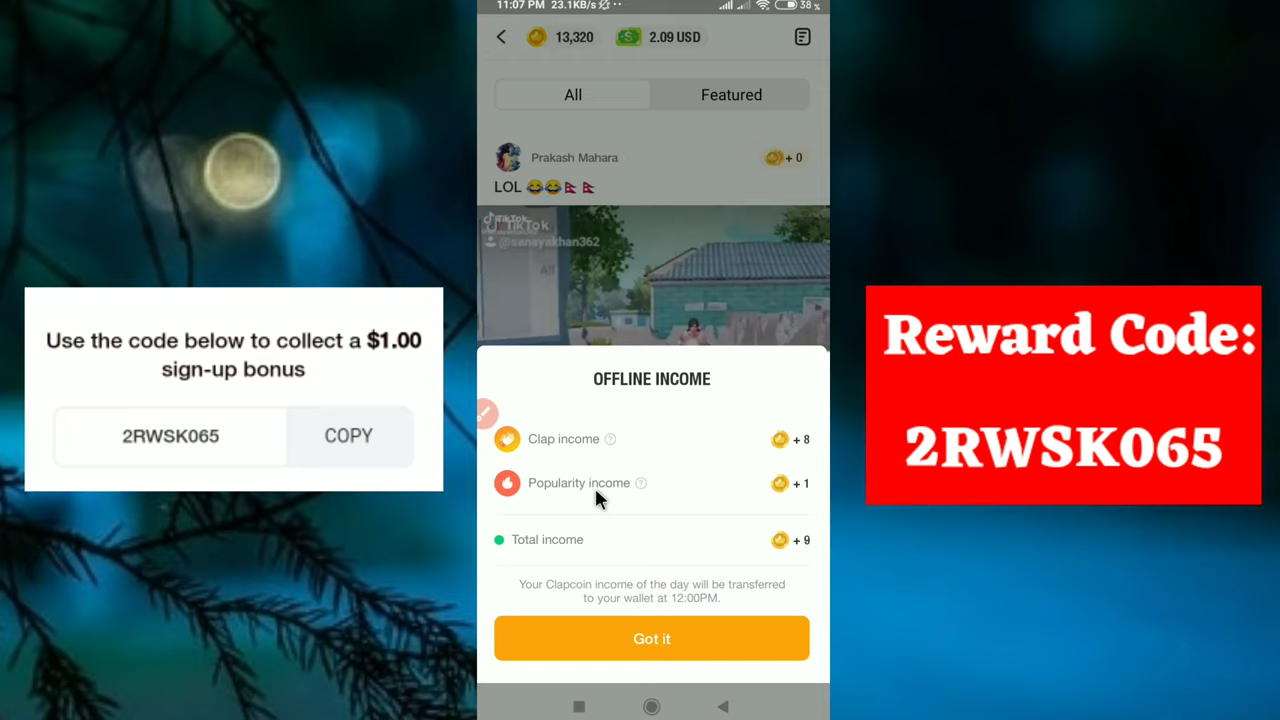 Use the code below to collect a $1.00
sign-up bonus
2RWSK065
COPY
11:07 PM 23.1KB/s
38 %
13,320
2.09 USD
All
Featured
Prakash Mahara
+ 0
LOL 😂😂🇳🇵🇳🇵
TikTok
TikTok
@sanayakhan362
All
OFFLINE INCOME
Clap income ?
+ 8
Popularity income ?
+ 1
Total income
+ 9
Your Clapcoin income of the day will be transferred
to your wallet at 12:00PM.
Got it
Reward Code:
2RWSK065